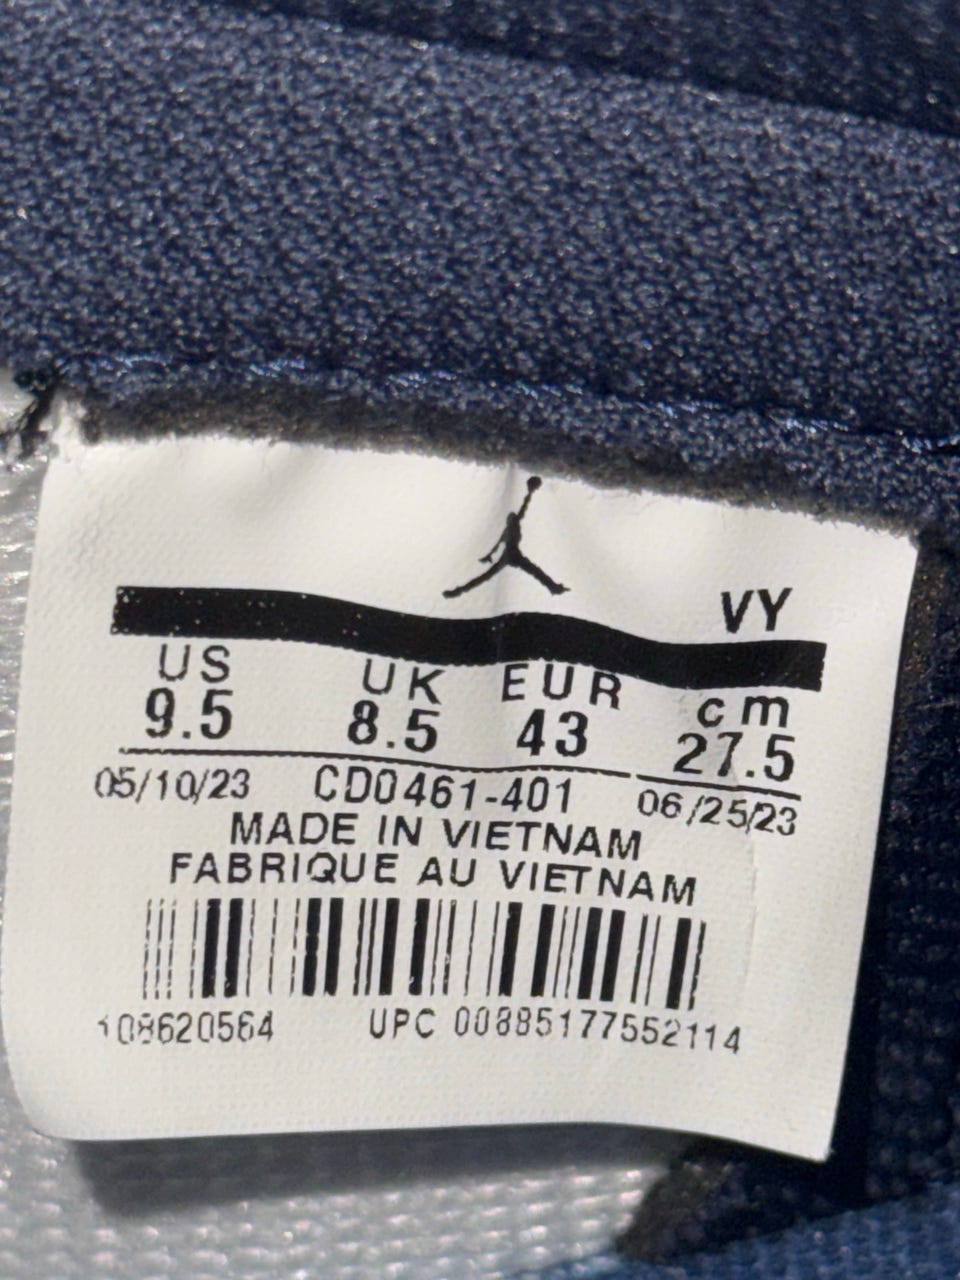 VY
US UK EUR cm
9.5 8.5 43 27.5
05/10/23 CD0461-401 06/25/23
MADE IN VIETNAM
FABRIQUE AU VIETNAM
108620564 UPC 00885177552114